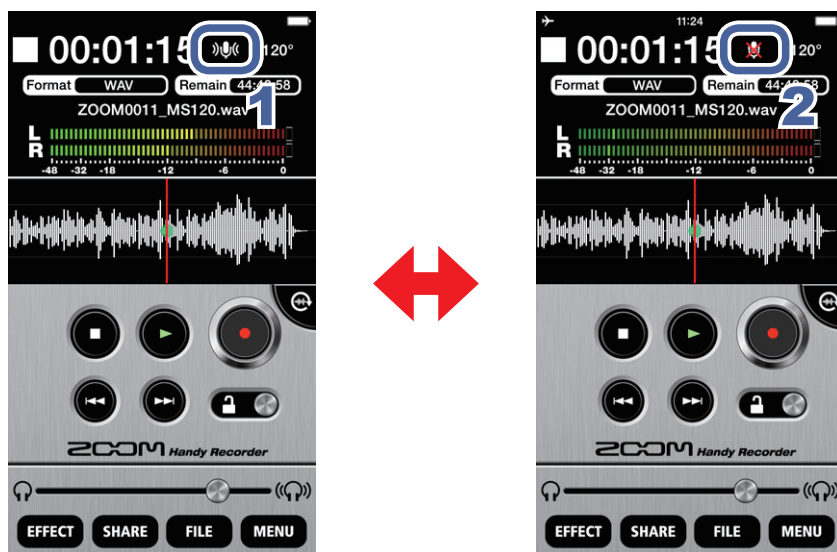 00:01:15 120°
Format WAV Remain 44:48:58
1
ZOOM0011_MS120.wav
L
R
-48 -32 -18 -12 -6 0
ZOOM Handy Recorder
EFFECT SHARE FILE MENU
11:24
00:01:15 120°
Format WAV Remain
2
ZOOM0011_MS120.wav
L
R
-48 -32 -18 -12 -6 0
ZOOM Handy Recorder
EFFECT SHARE FILE MENU